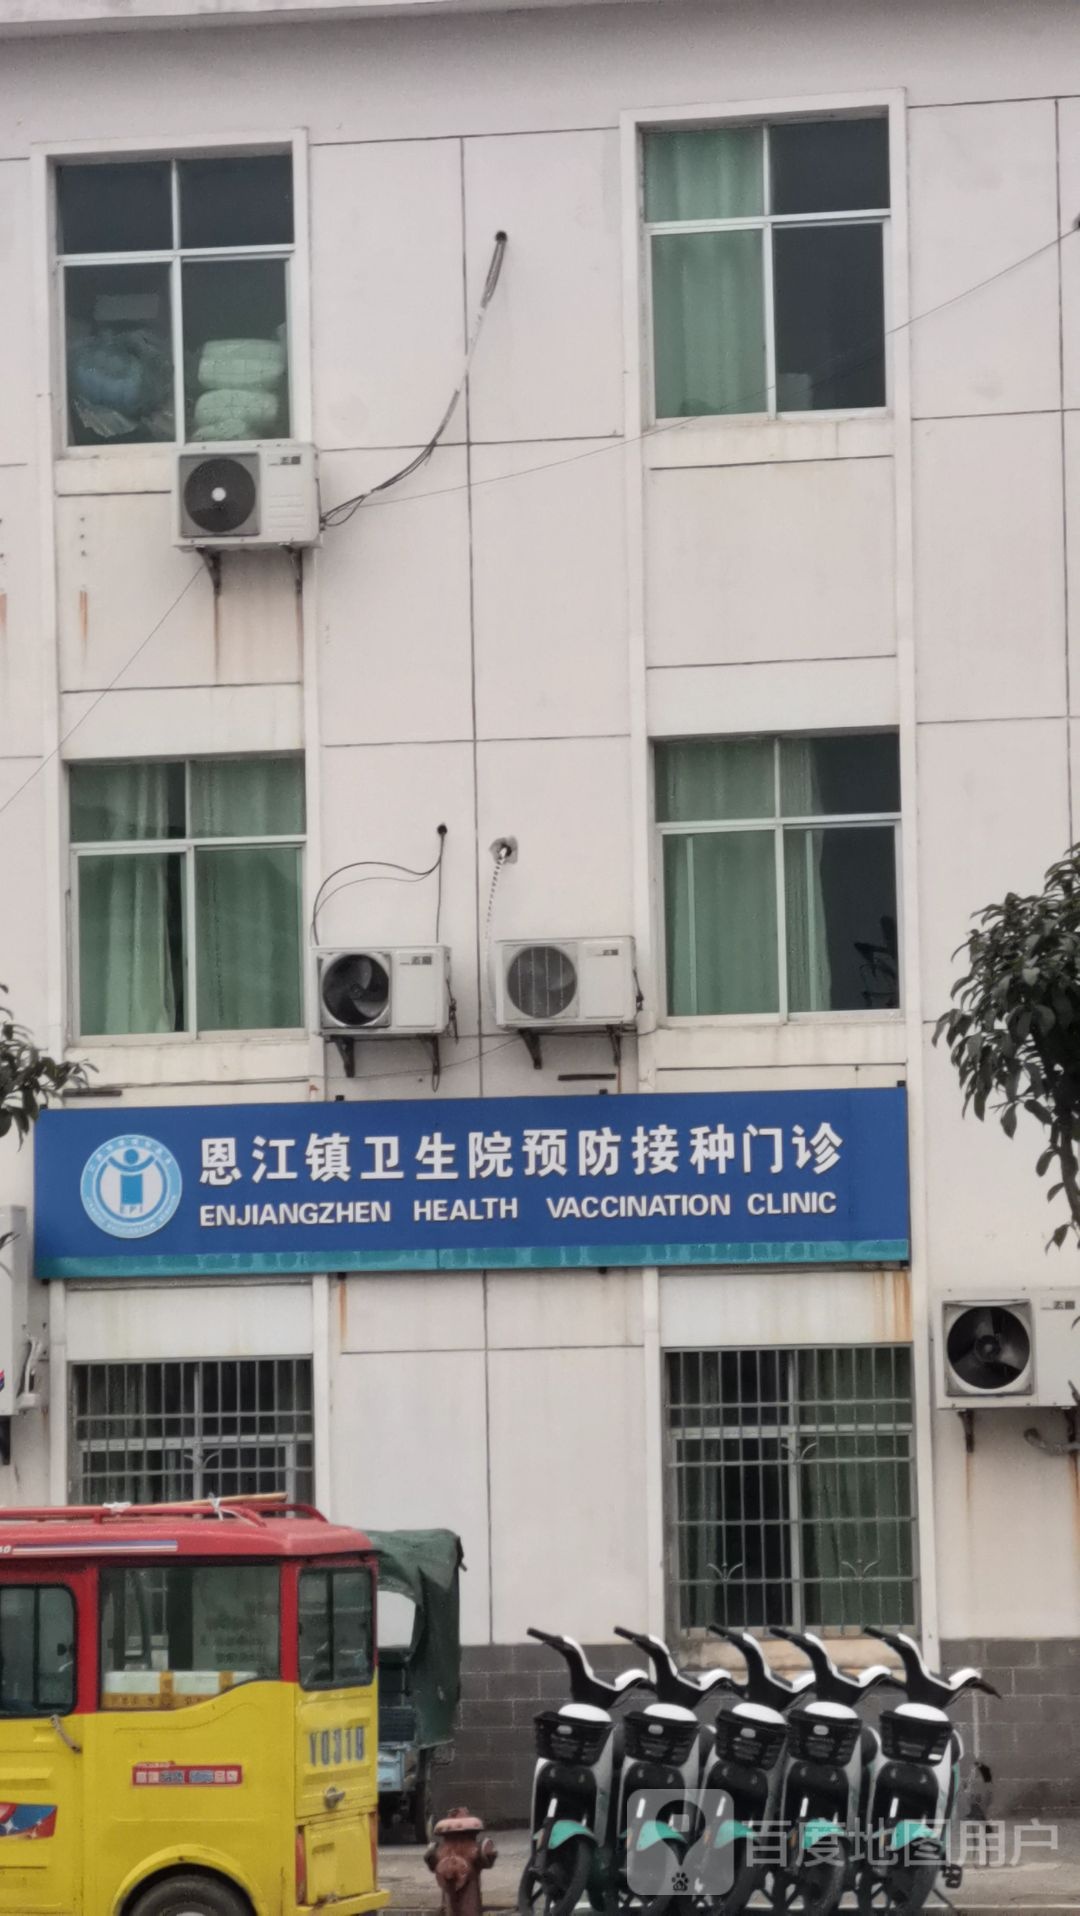 恩江镇卫生院预防接种门诊
ENJIANGZHEN HEALTH VACCINATION CLINIC
Y0319
百度地图用户